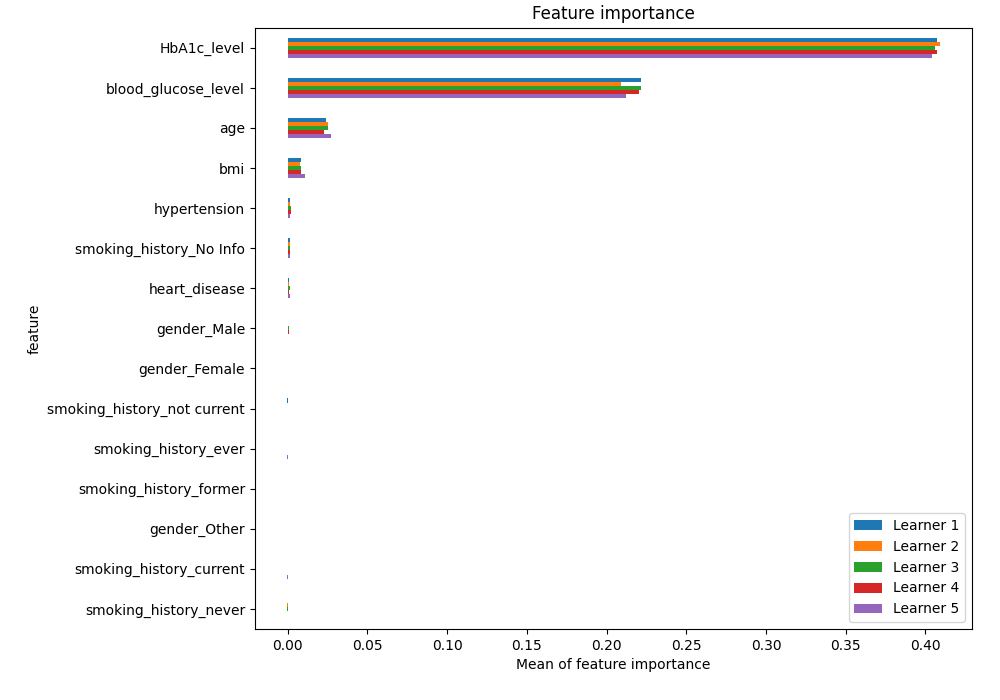 Feature importance
HbA1c_level
blood_glucose_level
age
bmi
hypertension
smoking_history_No Info
heart_disease
gender_Male
gender_Female
smoking_history_not current
smoking_history_ever
smoking_history_former
gender_Other
smoking_history_current
smoking_history_never
feature
Learner 1
Learner 2
Learner 3
Learner 4
Learner 5
0.00 0.05 0.10 0.15 0.20 0.25 0.30 0.35 0.40
Mean of feature importance